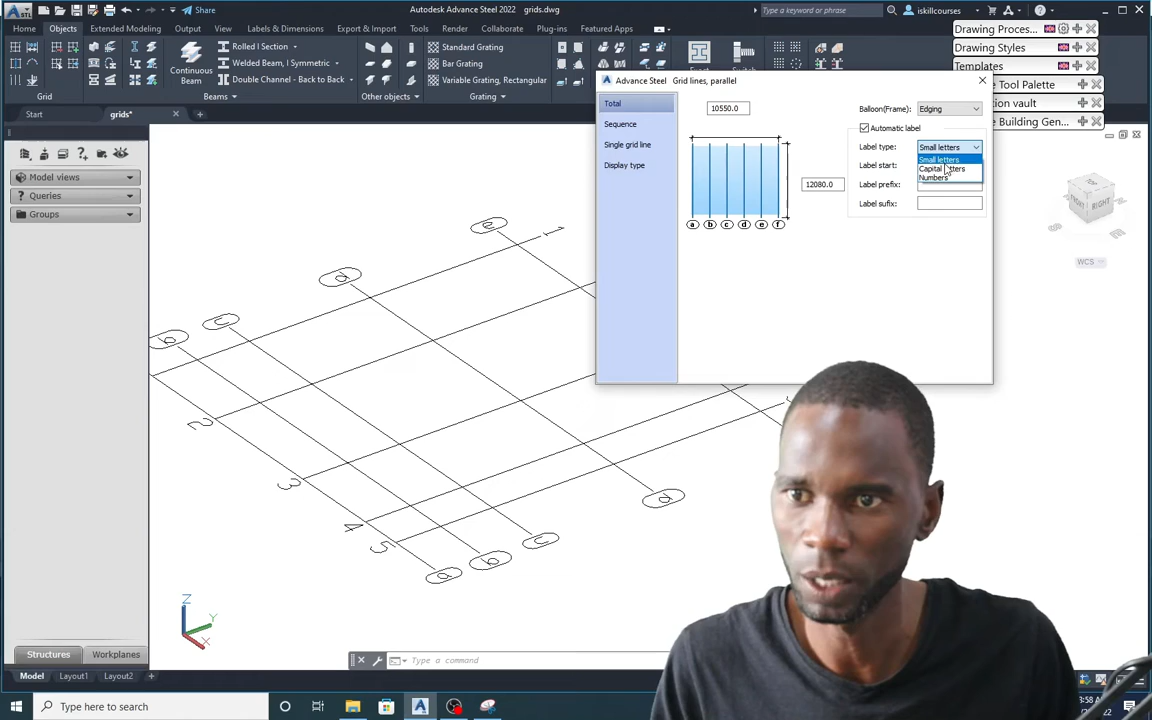 Share
Autodesk Advance Steel 2022 grids.dwg
Type a keyword or phrase
iskillcourses
Home
Objects
Extended Modeling
Output
View
Labels & Dimensions
Render
Collaborate
Export & Import
Tools
Plug-ins
Featured Apps
Drawing Proces...
Drawing Styles
Templates
e Tool Palette
tion vault
e Building Gen...
Continuous
Beam
Rolled I Section
Welded Beam, I Symmetric
Double Channel - Back to Back
Standard Grating
Bar Grating
Variable Grating, Rectangular
Grid
Beams
Other objects
Grating
Start
grids*
Model views
Queries
Groups
Advance Steel Grid lines, parallel
Total
Sequence
Single grid line
Display type
10550.0
12080.0
a b c d e f
Balloon(Frame):
Edging
Automatic label
Label type:
Small letters
Small letters
Numbers
Label start:
Label prefix:
Label sufix:
FRONT
RIGHT
WCS
e
1
d
c
b
2
3
4
5
a
b
c
d
Z
Y
X
Type a command
Structures
Workplanes
Model
Layout1
Layout2
Type here to search